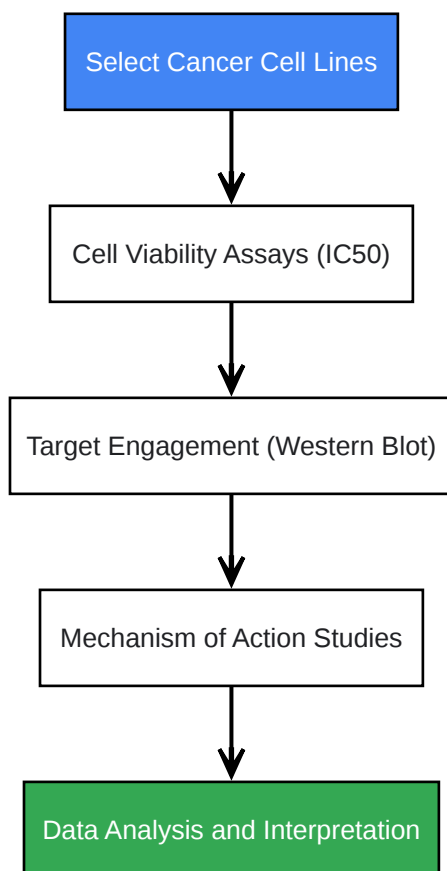 Select Cancer Cell Lines
Cell Viability Assays (IC50)
Target Engagement (Western Blot)
Mechanism of Action Studies
Data Analysis and Interpretation